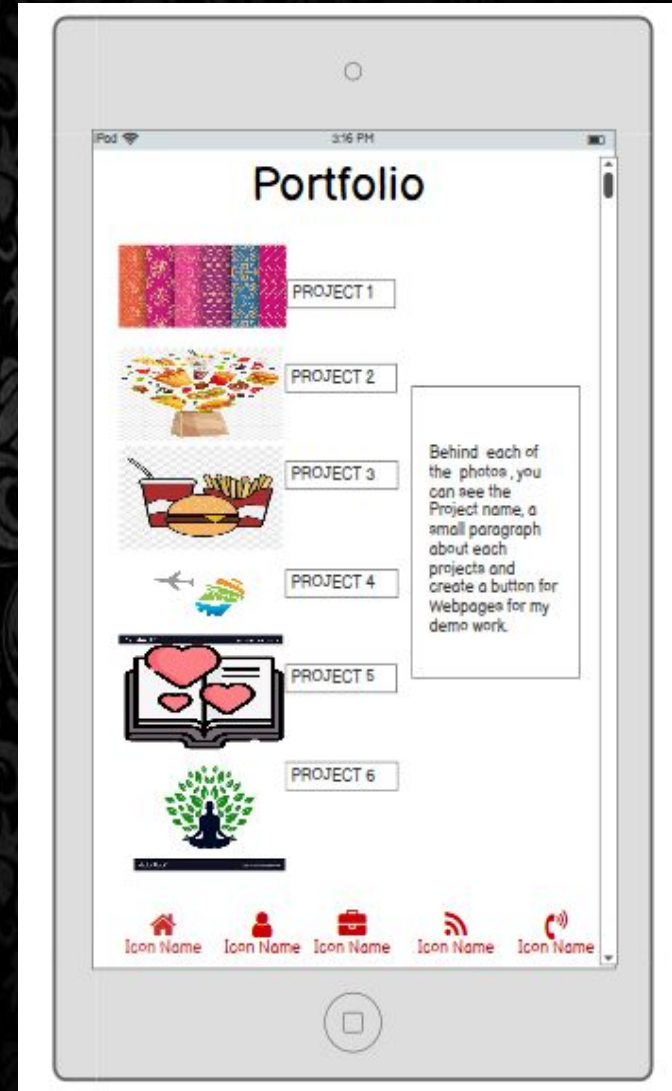 iPod
3:16 PM
Portfolio
PROJECT 1
PROJECT 2
PROJECT 3
PROJECT 4
PROJECT 5
PROJECT 6
Behind each of
the photos , you
can see the
Project name, a
small paragraph
about each
projects and
create a button for
Webpages for my
demo work.
Icon Name
Icon Name
Icon Name
Icon Name
Icon Name